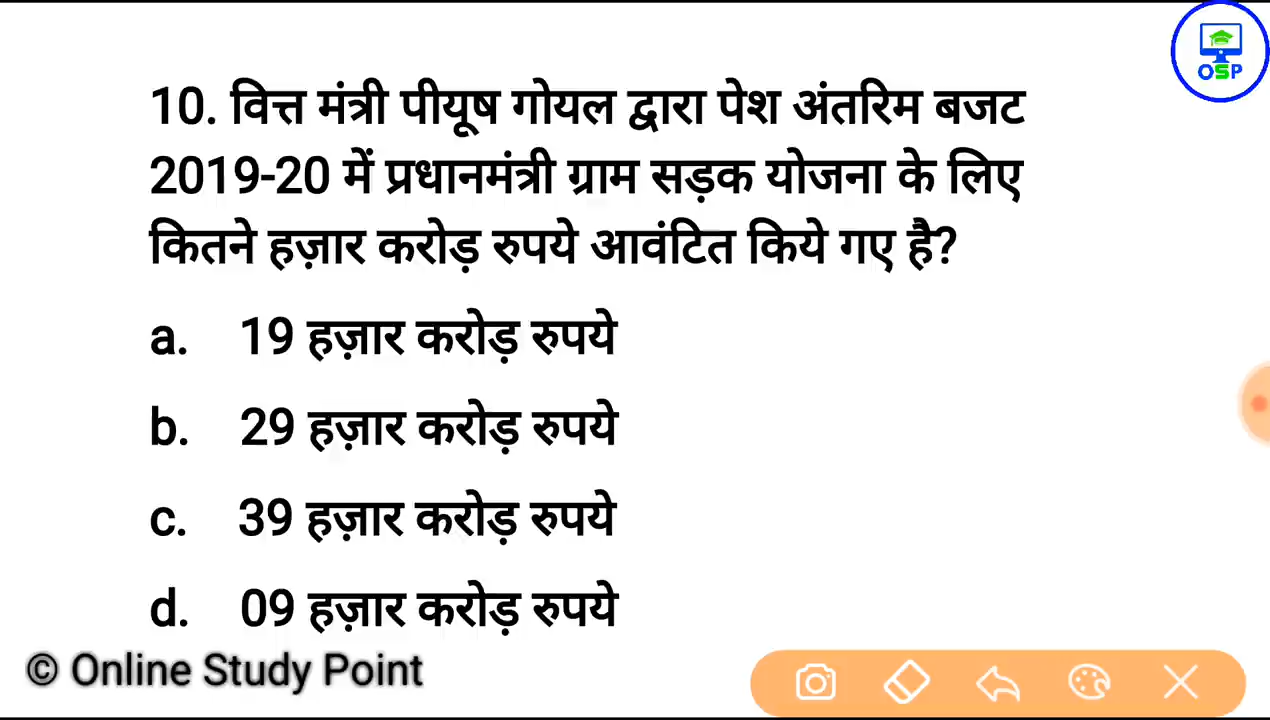 OSP
10. वित्त मंत्री पीयूष गोयल द्वारा पेश अंतरिम बजट
2019-20 में प्रधानमंत्री ग्राम सड़क योजना के लिए
कितने हज़ार करोड़ रुपये आवंटित किये गए है?
a. 19 हज़ार करोड़ रुपये
b. 29 हज़ार करोड़ रुपये
c. 39 हज़ार करोड़ रुपये
d. 09 हज़ार करोड़ रुपये
© Online Study Point